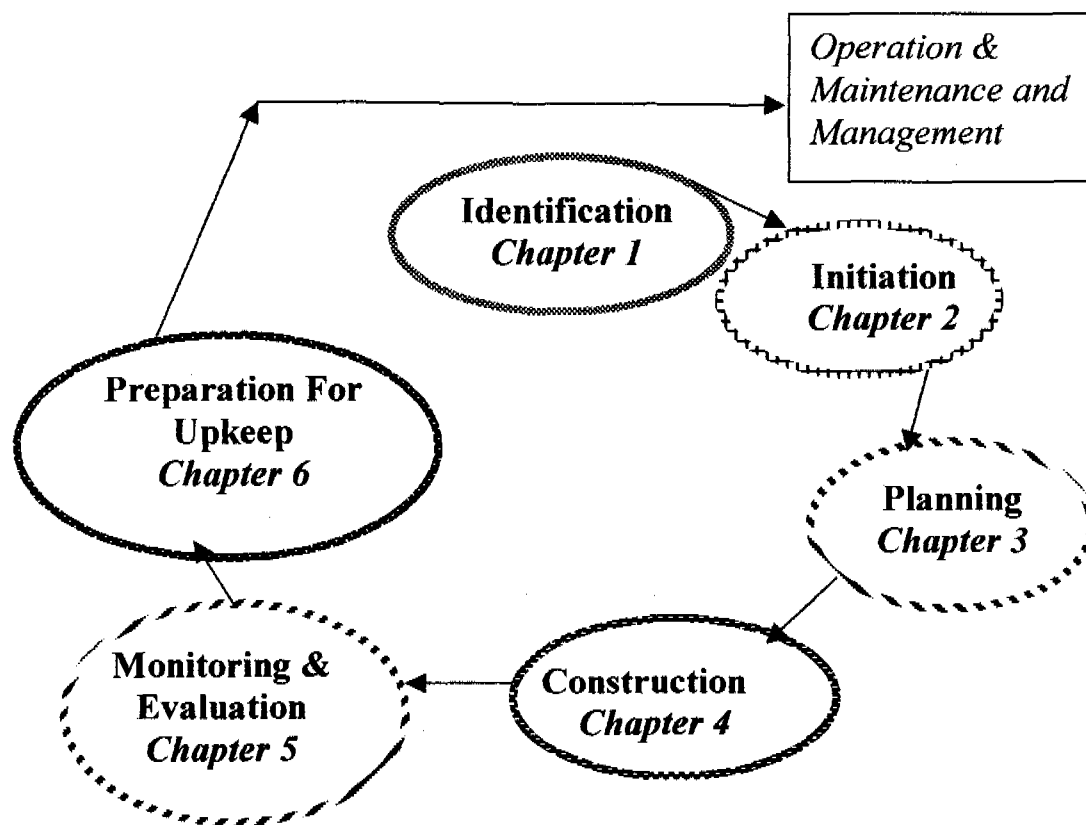 Operation &
Maintenance and
Management
Identification
Chapter 1
Initiation
Chapter 2
Planning
Chapter 3
Construction
Chapter 4
Monitoring &
Evaluation
Chapter 5
Preparation For
Upkeep
Chapter 6